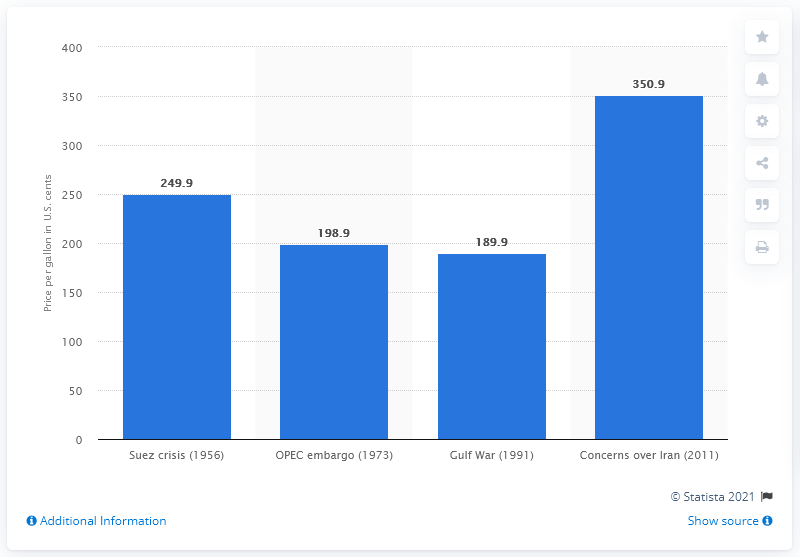 400
350
300
250
200
150
100
50
0
Price per gallon in U.S. cents
249.9
198.9
189.9
350.9
Suez crisis (1956)
OPEC embargo (1973)
Gulf War (1991)
Concerns over Iran (2011)
© Statista 2021
Additional Information
Show source